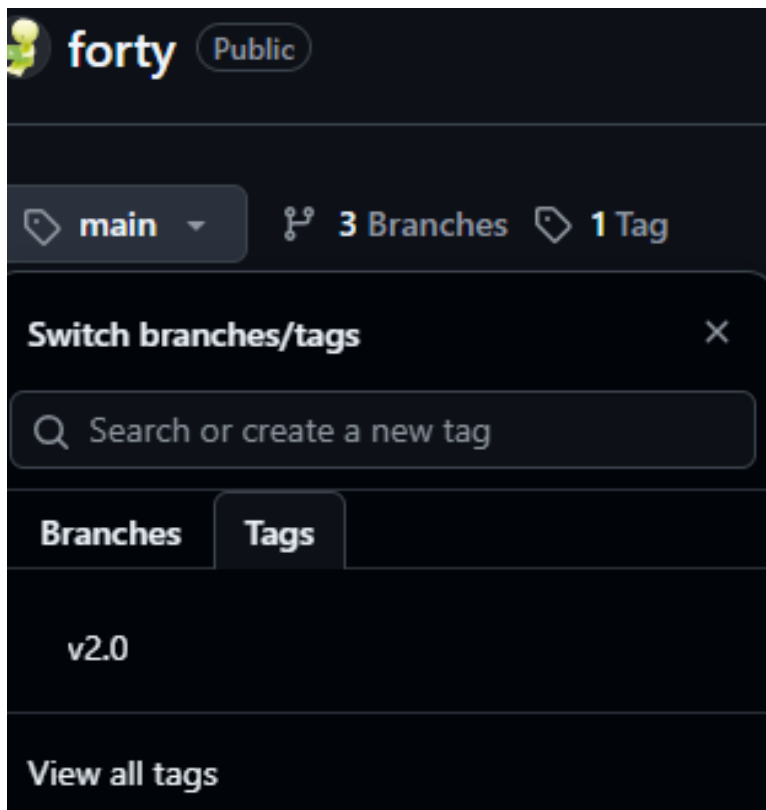 forty Public
main 3 Branches 1 Tag
Switch branches/tags
Search or create a new tag
Branches Tags
v2.0
View all tags